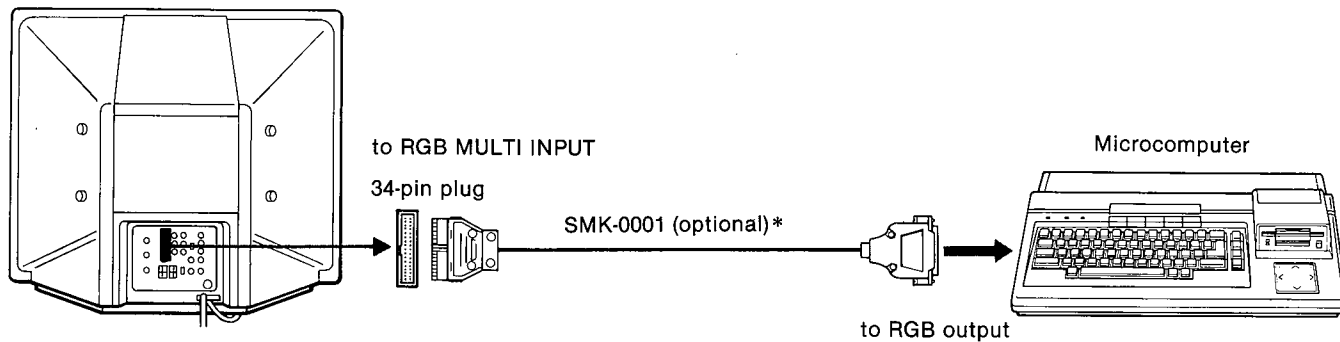 to RGB MULTI INPUT
34-pin plug
SMK-0001 (optional)*
Microcomputer
to RGB output